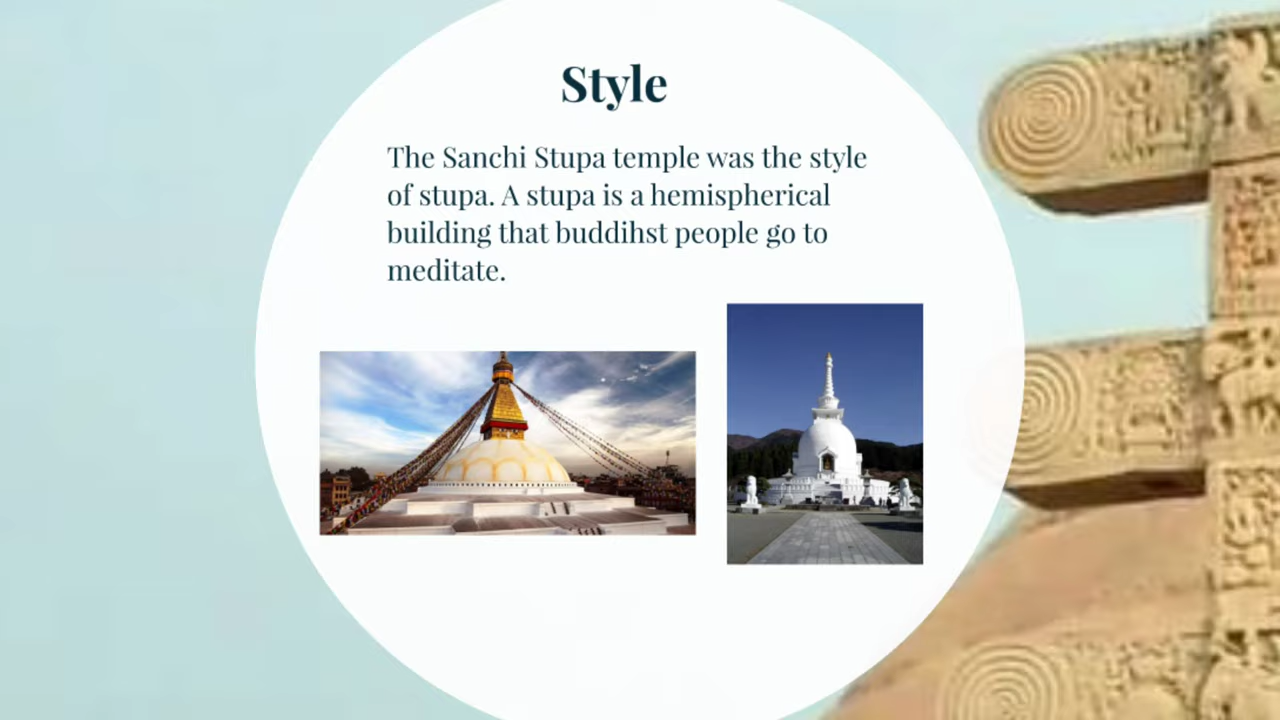 Style
The Sanchi Stupa temple was the style
of stupa. A stupa is a hemispherical
building that buddihst people go to
meditate.